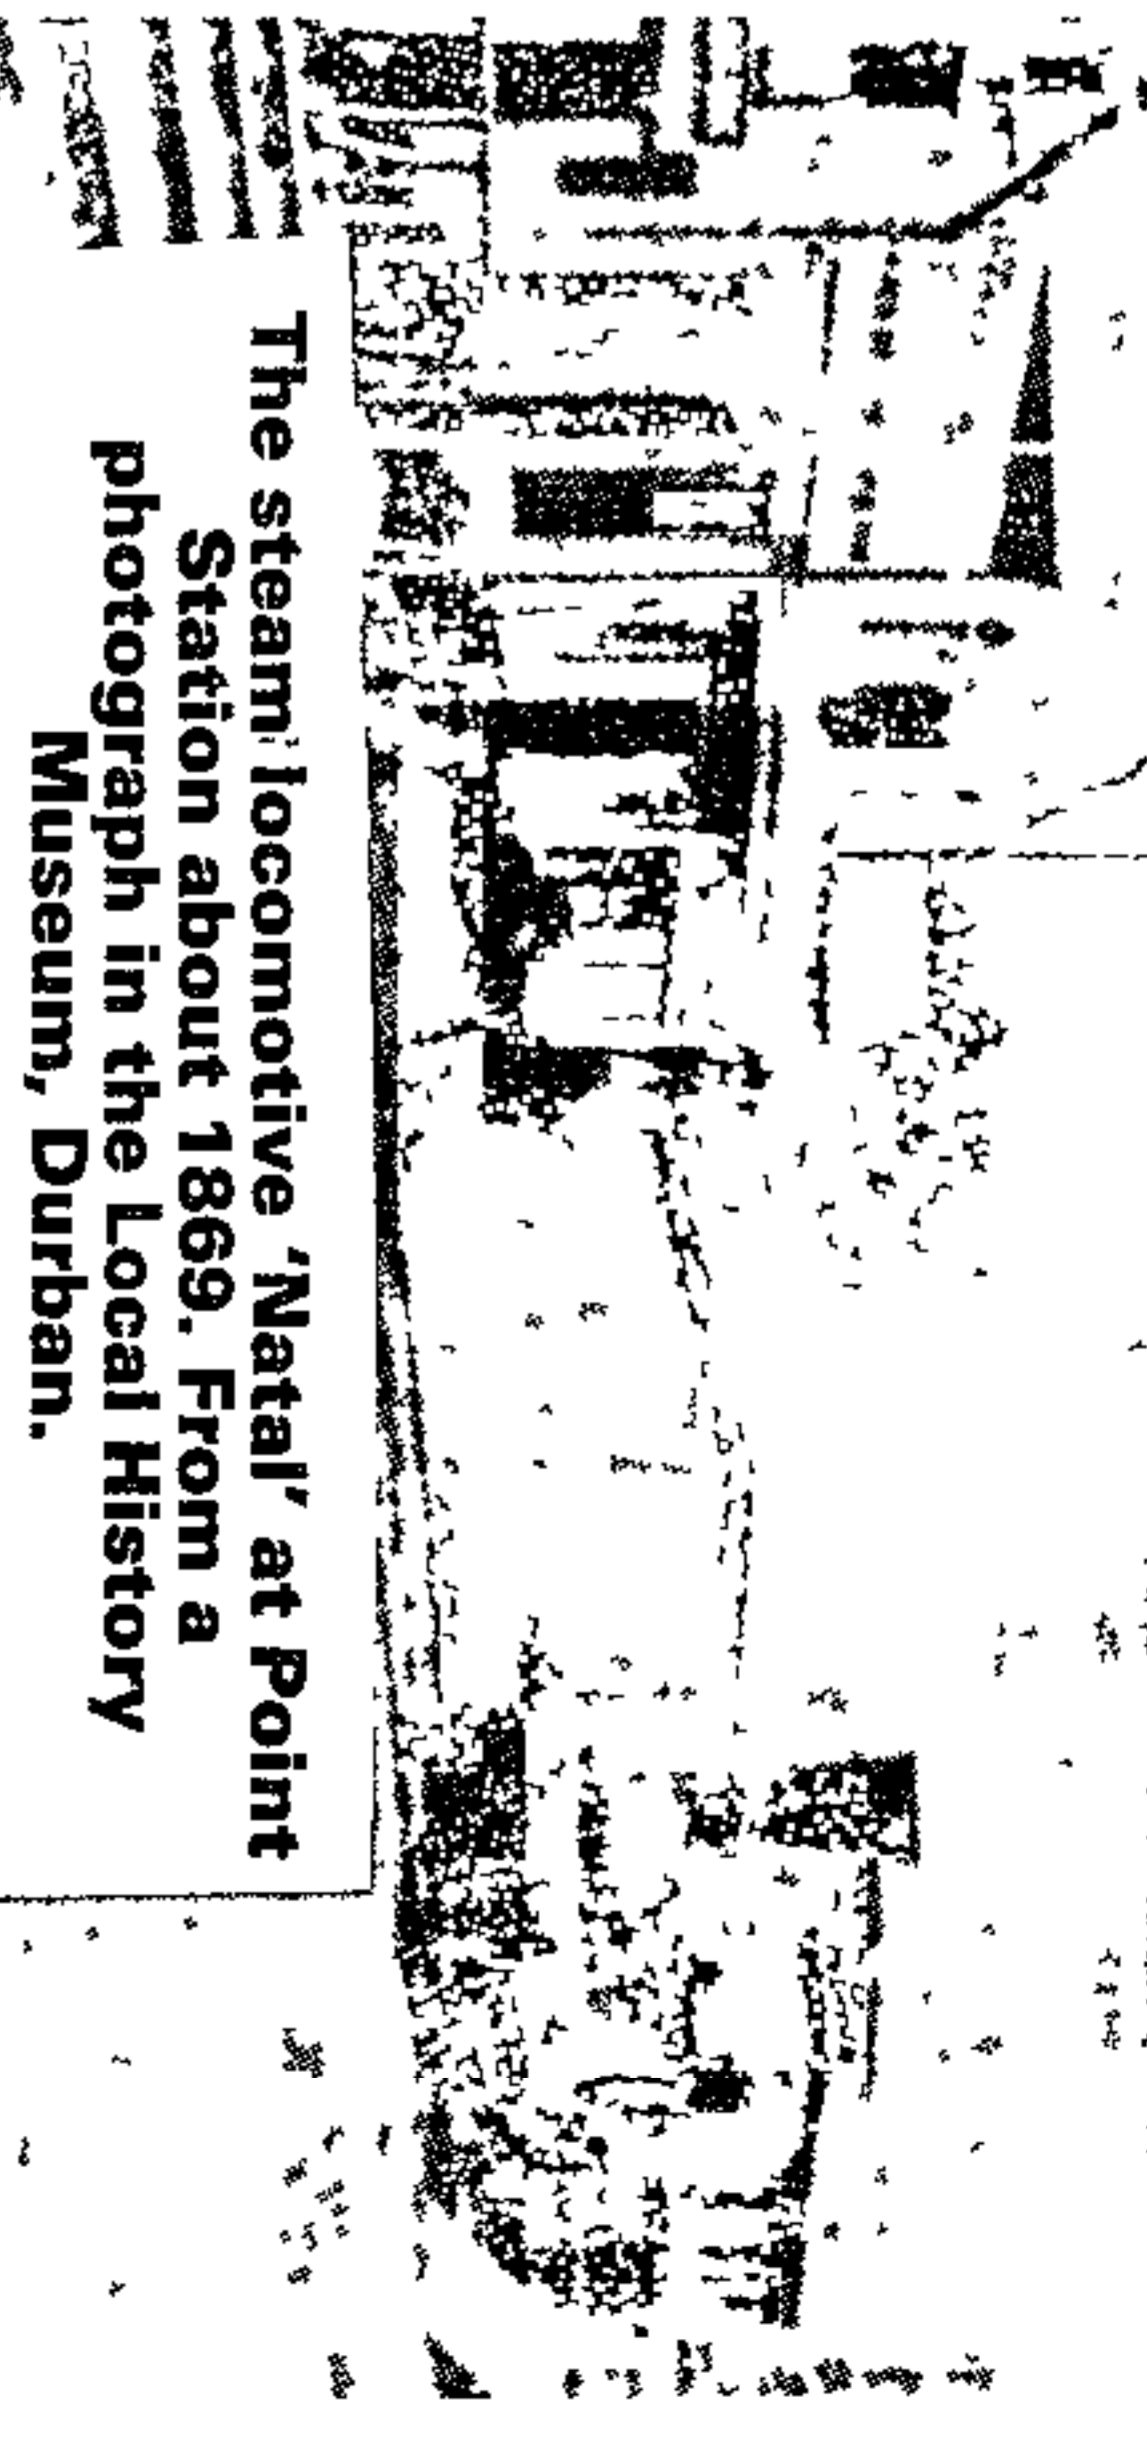 The steam locomotive 'Natal' at Point
Station about 1869. From a
photograph in the Local History
Museum, Durban.